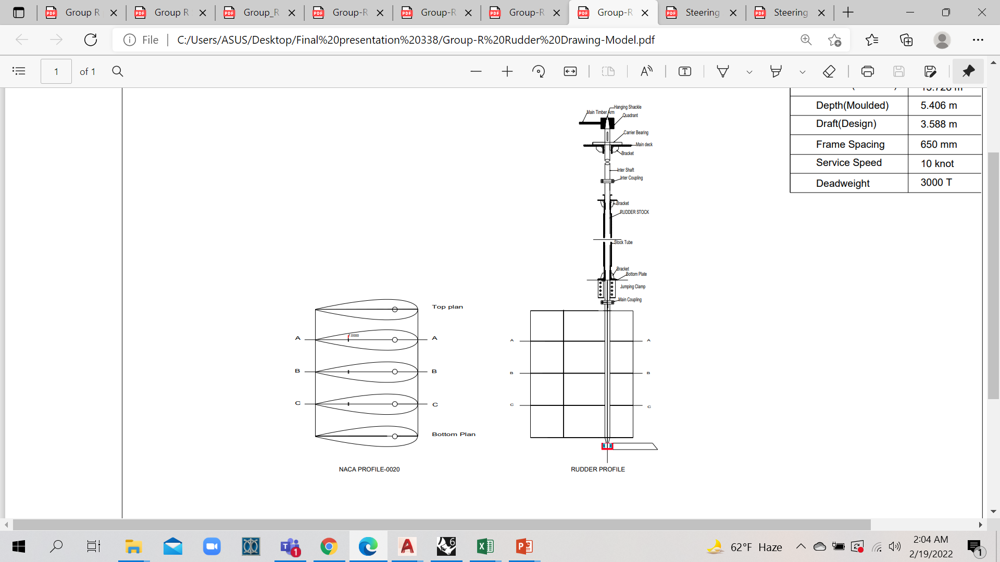 Group R
Group R
Group_R
Group-R
Group-R
Group-R
Group-R
Steering
Steering
File
C:/Users/ASUS/Desktop/Final%20presentation%20338/Group-R%20Rudder%20Drawing-Model.pdf
1 of 1
Depth(Moulded) 5.406 m
Draft(Design) 3.588 m
Frame Spacing 650 mm
Service Speed 10 knot
Deadweight 3000 T
Hanging Shackle
Main Timber Arm
Quadrant
Carrier Bearing
Main deck
Bracket
Inter Shaft
Inter Coupling
Bracket
RUDDER STOCK
Stock Tube
Bracket
Bottom Plate
Jumping Clamp
Main Coupling
Top plan
A A
B B
C C
Bottom Plan
NACA PROFILE-0020
A A
B B
C C
RUDDER PROFILE
62°F Haze
2:04 AM
2/19/2022